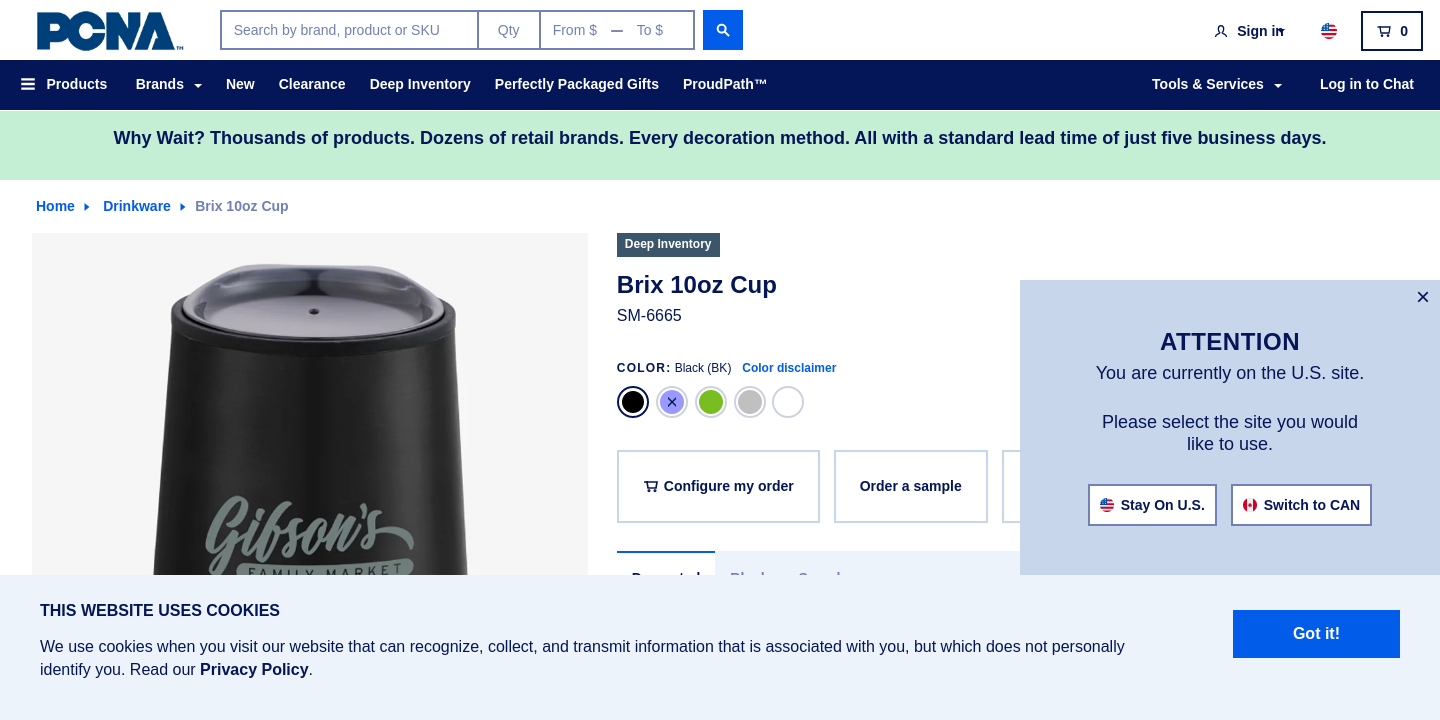 PCNA™
Search by brand, product or SKU
Qty
From $ — To $
Sign in
0
Products
Brands
New
Clearance
Deep Inventory
Perfectly Packaged Gifts
ProudPath™
Tools & Services
Log in to Chat
Why Wait? Thousands of products. Dozens of retail brands. Every decoration method. All with a standard lead time of just five business days.
Home
Drinkware
Brix 10oz Cup
Deep Inventory
Brix 10oz Cup
SM-6665
COLOR: Black (BK) Color disclaimer
Configure my order
Order a sample
Gibson's
FAMILY MARKET
ATTENTION
You are currently on the U.S. site.
Please select the site you would
like to use.
Stay On U.S.
Switch to CAN
THIS WEBSITE USES COOKIES
We use cookies when you visit our website that can recognize, collect, and transmit information that is associated with you, but which does not personally
identify you. Read our Privacy Policy.
Got it!